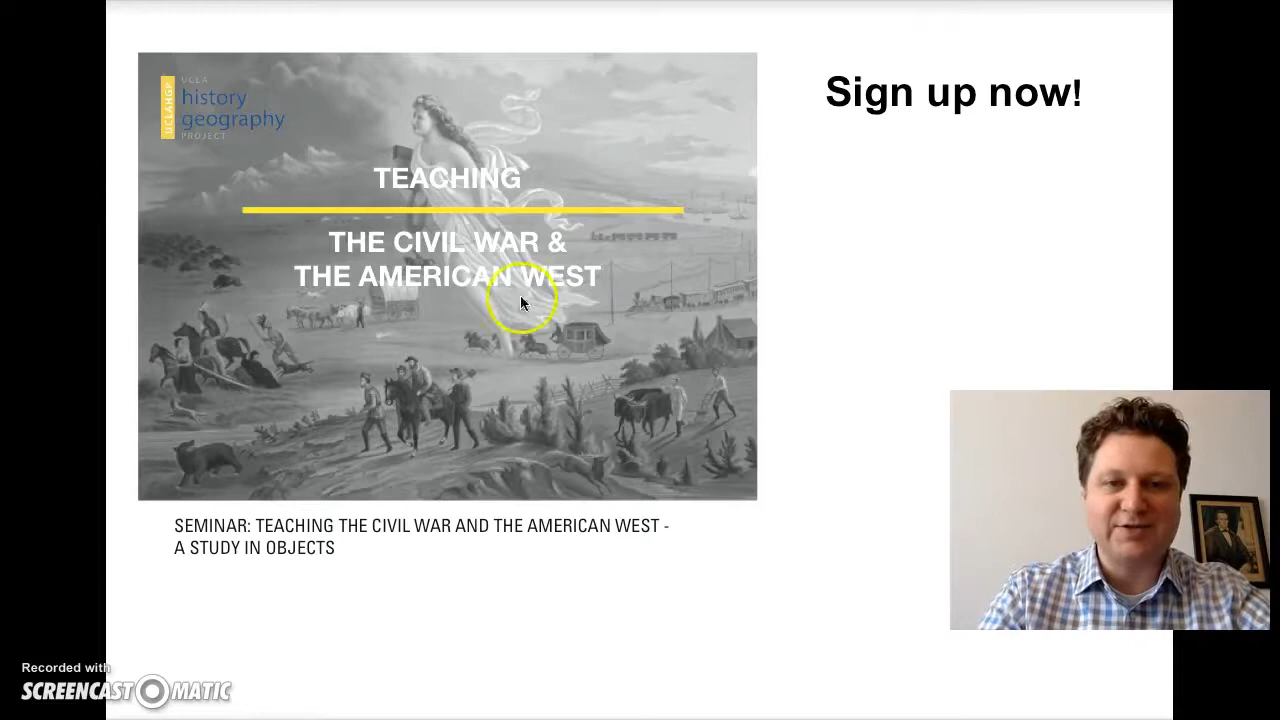 UCLA
history
geography
PROJECT
UCLAHGP
Sign up now!
TEACHING
THE CIVIL WAR &
THE AMERICAN WEST
SEMINAR: TEACHING THE CIVIL WAR AND THE AMERICAN WEST -
A STUDY IN OBJECTS
Recorded with
SCREENCAST-O-MATIC